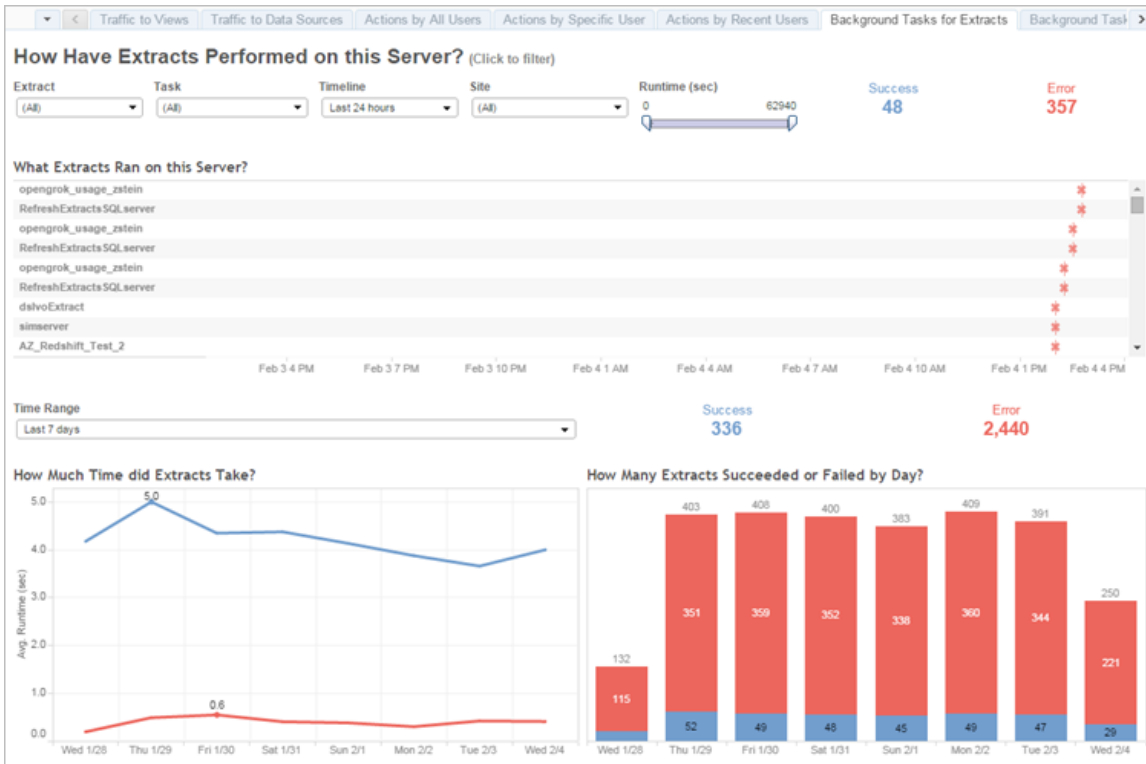 Traffic to Views Traffic to Data Sources Actions by All Users Actions by Specific User Actions by Recent Users Background Tasks for Extracts Background Task
How Have Extracts Performed on this Server? (Click to filter)
Extract Task Timeline Site Runtime (sec) Success Error
(All) (All) Last 24 hours (All) 0 62940 48 357
What Extracts Ran on this Server?
opengrok_usage_zstein
RefreshExtractsSQLserver
opengrok_usage_zstein
RefreshExtractsSQLserver
opengrok_usage_zstein
RefreshExtractsSQLserver
dslvoExtract
simserver
AZ_Redshift_Test_2
Feb 3 4 PM Feb 3 7 PM Feb 3 10 PM Feb 4 1 AM Feb 4 4 AM Feb 4 7 AM Feb 4 10 AM Feb 4 1 PM Feb 4 4 PM
Time Range Success Error
Last 7 days 336 2,440
How Much Time did Extracts Take?
5.0
4.0
3.0
2.0
1.0
0.0
Avg. Runtime (sec)
5.0
0.6
Wed 1/28 Thu 1/29 Fri 1/30 Sat 1/31 Sun 2/1 Mon 2/2 Tue 2/3 Wed 2/4
How Many Extracts Succeeded or Failed by Day?
132 403 408 400 383 409 391 250
115 351 359 352 338 360 344 221
52 49 48 45 49 47 29
Wed 1/28 Thu 1/29 Fri 1/30 Sat 1/31 Sun 2/1 Mon 2/2 Tue 2/3 Wed 2/4